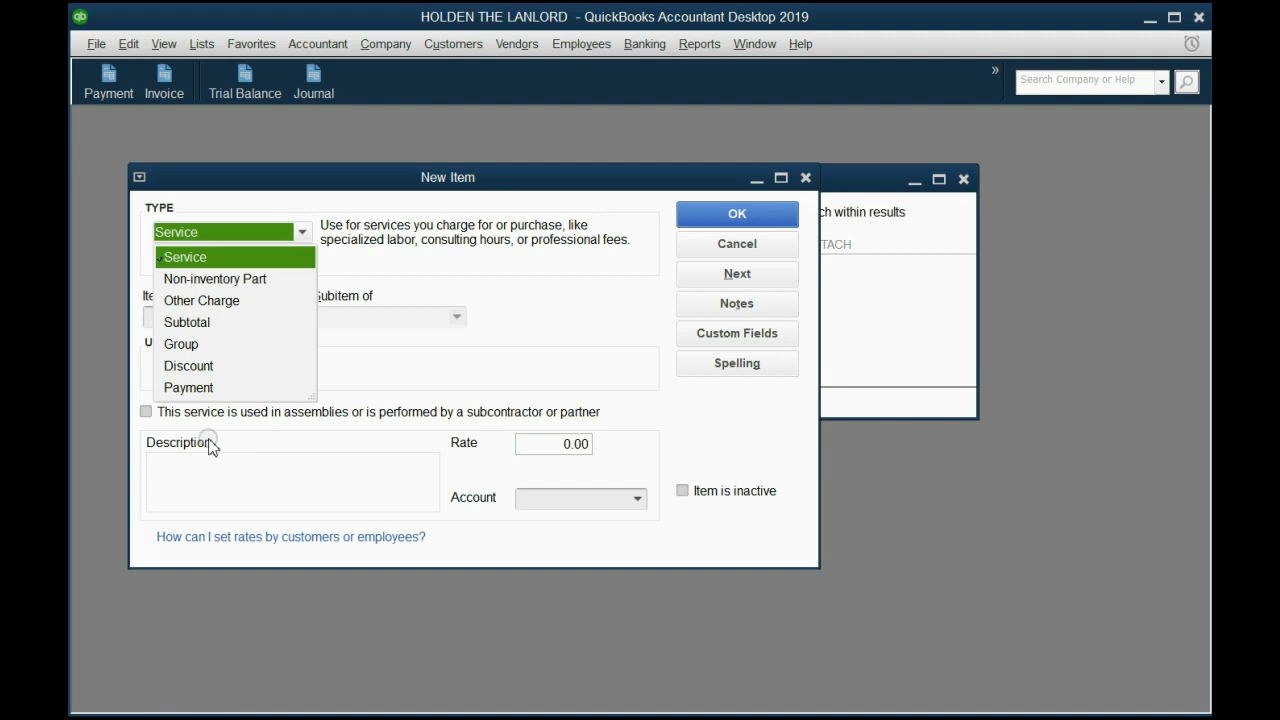 qb HOLDEN THE LANLORD - QuickBooks Accountant Desktop 2019
File Edit View Lists Favorites Accountant Company Customers Vendors Employees Banking Reports Window Help
Payment Invoice Trial Balance Journal » Search Company or Help
New Item
TYPE
Service
Use for services you charge for or purchase, like
specialized labor, consulting hours, or professional fees.
Service
Non-inventory Part
Other Charge
Subtotal
Group
Discount
Payment
Ite
Subitem of
U
This service is used in assemblies or is performed by a subcontractor or partner
Description
Rate 0.00
Account
How can I set rates by customers or employees?
OK
Cancel
Next
Notes
Custom Fields
Spelling
Item is inactive
ch within results
TACH